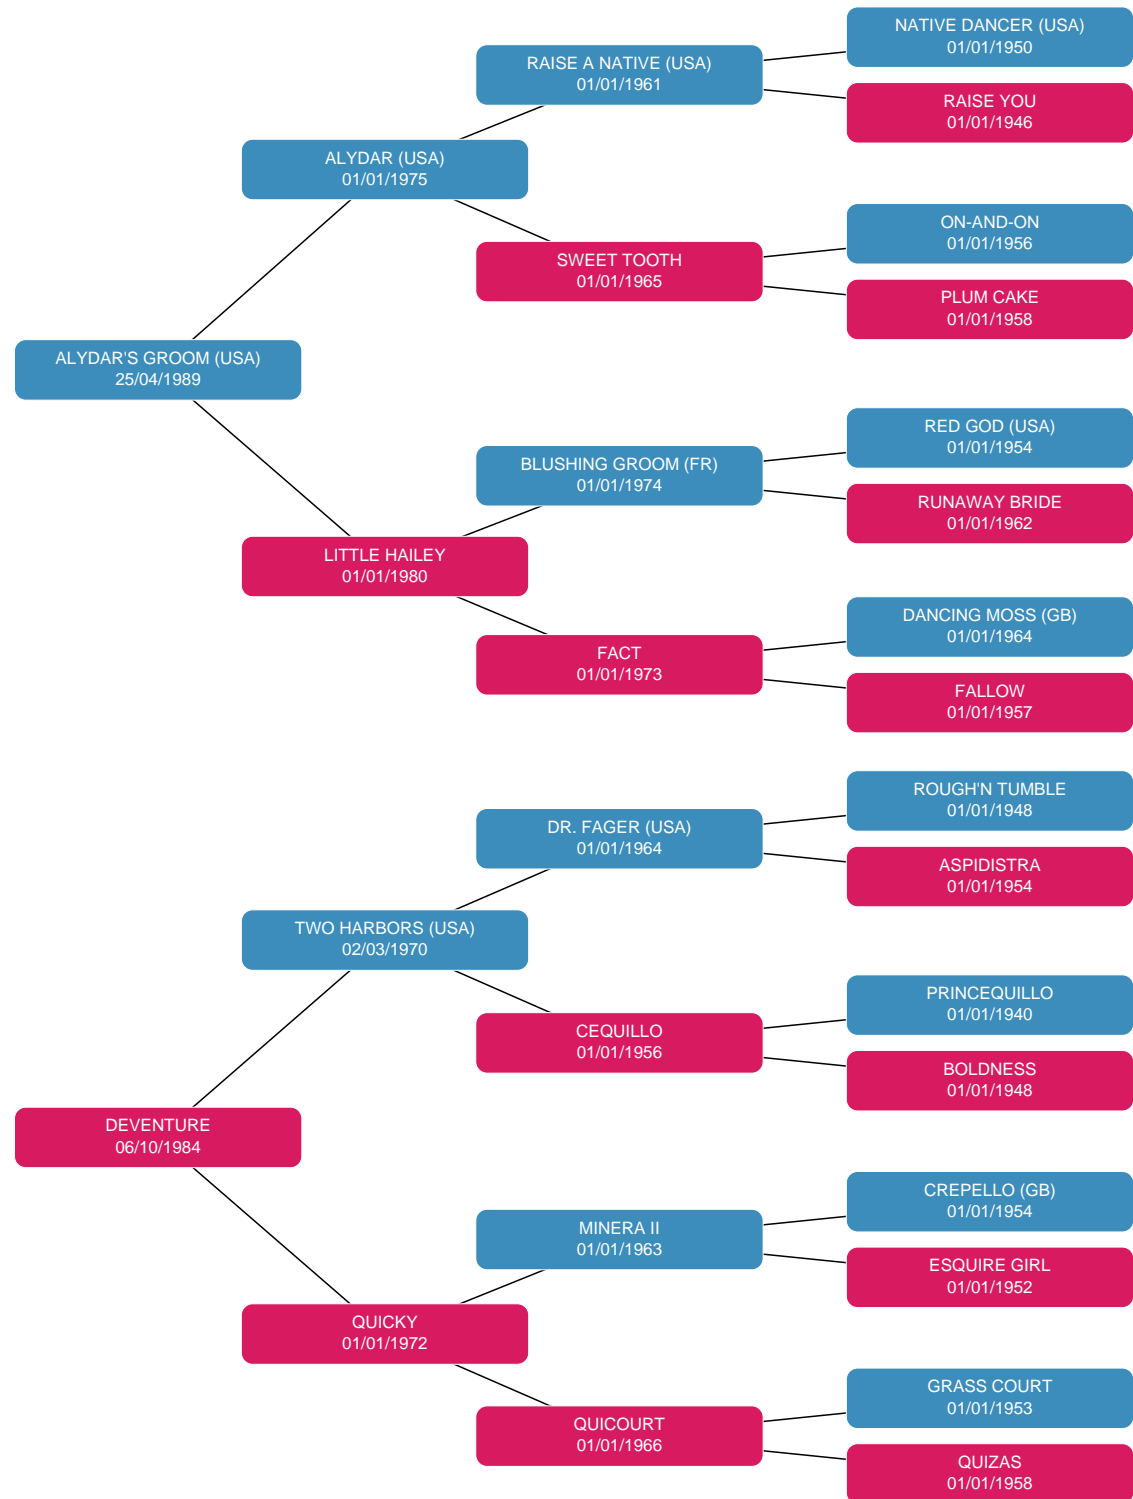 NATIVE DANCER (USA)
01/01/1950
RAISE A NATIVE (USA)
01/01/1961
RAISE YOU
01/01/1946
ALYDAR (USA)
01/01/1975
ON-AND-ON
01/01/1956
SWEET TOOTH
01/01/1965
PLUM CAKE
01/01/1958
ALYDAR'S GROOM (USA)
25/04/1989
RED GOD (USA)
01/01/1954
BLUSHING GROOM (FR)
01/01/1974
RUNAWAY BRIDE
01/01/1962
LITTLE HAILEY
01/01/1980
DANCING MOSS (GB)
01/01/1964
FACT
01/01/1973
FALLOW
01/01/1957
ROUGH'N TUMBLE
01/01/1948
DR. FAGER (USA)
01/01/1964
ASPIDISTRA
01/01/1954
TWO HARBORS (USA)
02/03/1970
PRINCEQUILLO
01/01/1940
CEQUILLO
01/01/1956
BOLDNESS
01/01/1948
DEVENTURE
06/10/1984
CREPELLO (GB)
01/01/1954
MINERA II
01/01/1963
ESQUIRE GIRL
01/01/1952
QUICKY
01/01/1972
GRASS COURT
01/01/1953
QUICOURT
01/01/1966
QUIZAS
01/01/1958